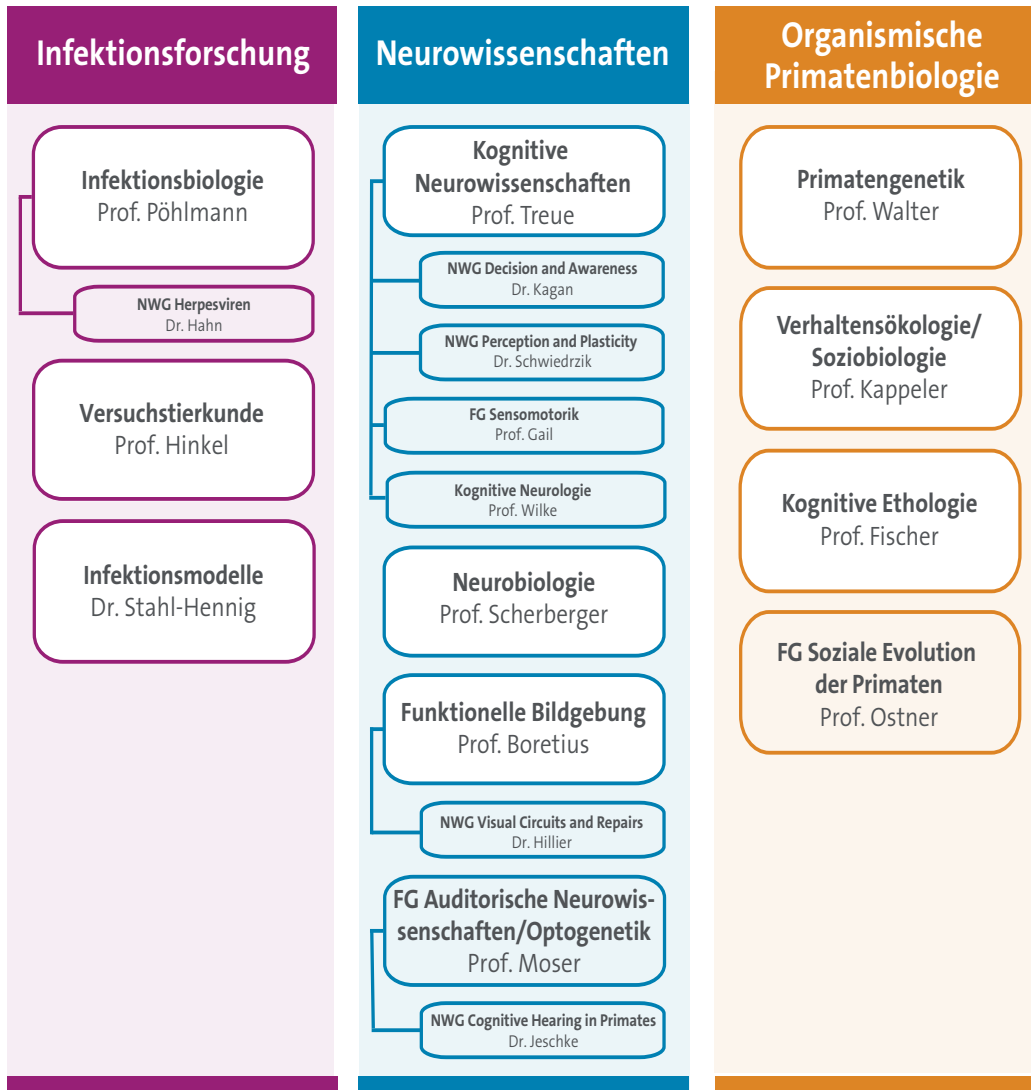 Infektionsforschung
Infektionsbiologie
Prof. Pöhlmann
NWG Herpesviren
Dr. Hahn
Versuchstierkunde
Prof. Hinkel
Infektionsmodelle
Dr. Stahl-Hennig
Neurowissenschaften
Kognitive
Neurowissenschaften
Prof. Treue
NWG Decision and Awareness
Dr. Kagan
NWG Perception and Plasticity
Dr. Schwiedrzik
FG Sensomotorik
Prof. Gail
Kognitive Neurologie
Prof. Wilke
Neurobiologie
Prof. Scherberger
Funktionelle Bildgebung
Prof. Boretius
NWG Visual Circuits and Repairs
Dr. Hillier
FG Auditorische Neurowis-
senschaften/Optogenetik
Prof. Moser
NWG Cognitive Hearing in Primates
Dr. Jeschke
Organismische
Primatenbiologie
Primatengenetik
Prof. Walter
Verhaltensökologie/
Soziobiologie
Prof. Kappeler
Kognitive Ethologie
Prof. Fischer
FG Soziale Evolution
der Primaten
Prof. Ostner